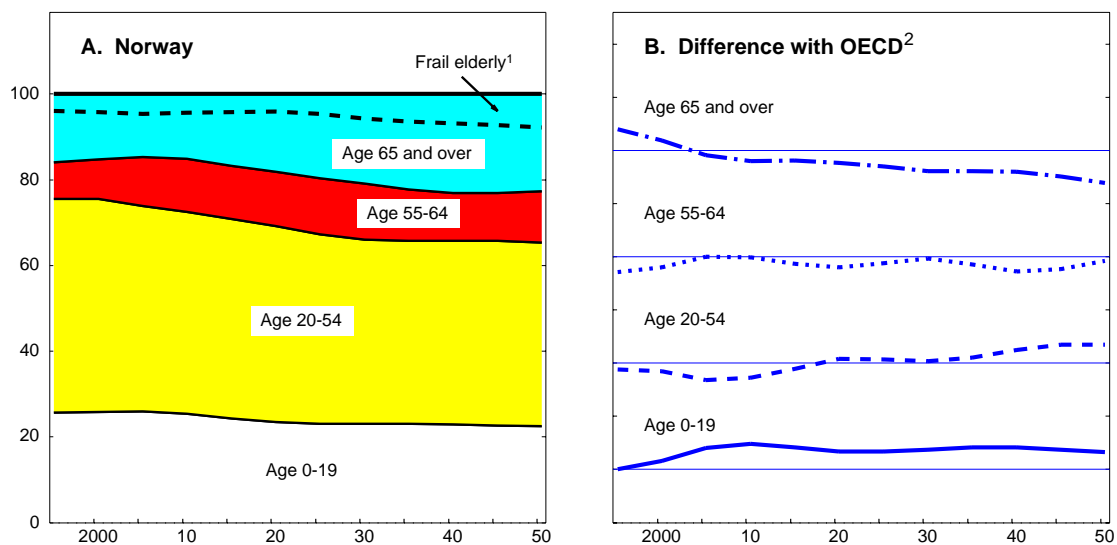 A. Norway
Frail elderly1
100
80
60
40
20
0
Age 65 and over
Age 55-64
Age 20-54
Age 0-19
2000 10 20 30 40 50
B. Difference with OECD2
Age 65 and over
Age 55-64
Age 20-54
Age 0-19
2000 10 20 30 40 50